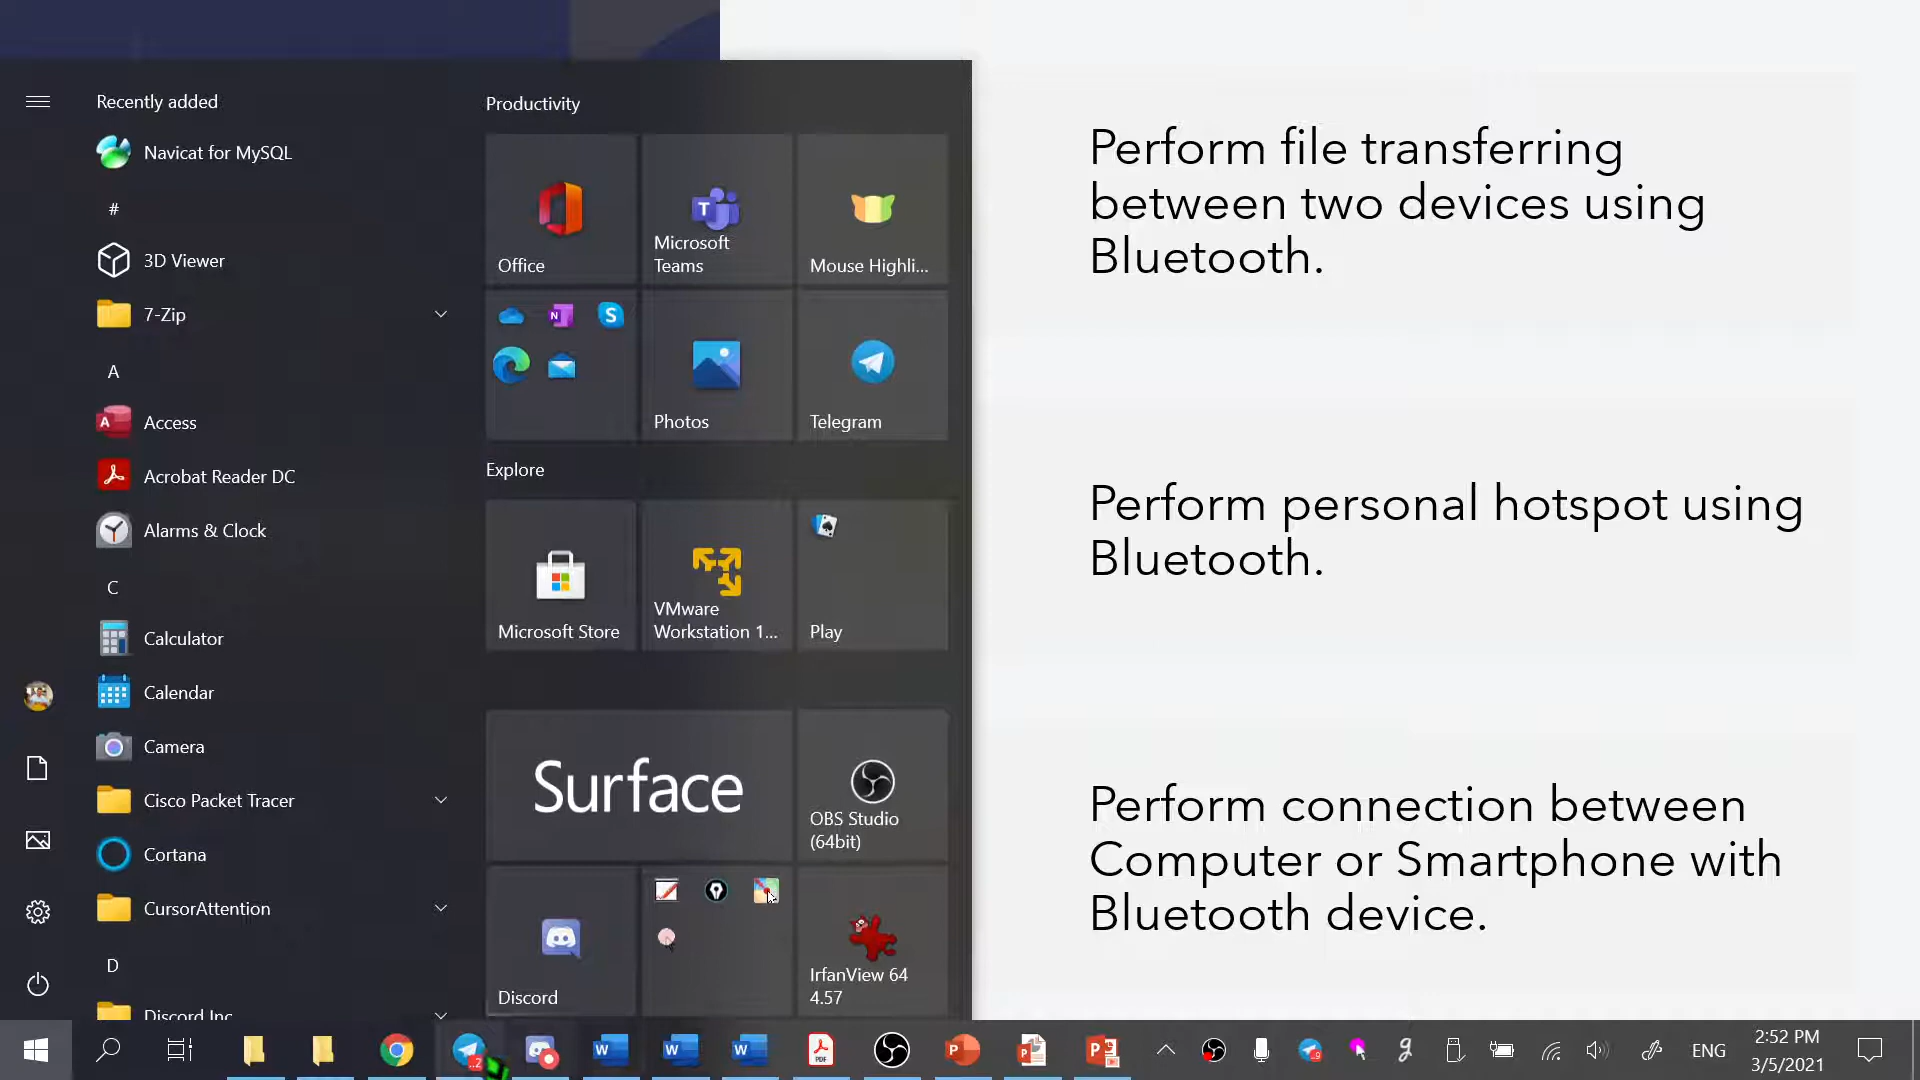 Recently added
Navicat for MySQL
#
3D Viewer
7-Zip
A
Access
Acrobat Reader DC
Alarms & Clock
C
Calculator
Calendar
Camera
Cisco Packet Tracer
Cortana
CursorAttention
D
Discord Inc
Productivity
Office
Microsoft
Teams
Mouse Highli...
Photos
Telegram
Explore
Microsoft Store
VMware
Workstation 1...
Play
Surface
OBS Studio
(64bit)
Discord
IrfanView 64
4.57
Perform file transferring
between two devices using
Bluetooth.
Perform personal hotspot using
Bluetooth.
Perform connection between
Computer or Smartphone with
Bluetooth device.
ENG
2:52 PM
3/5/2021